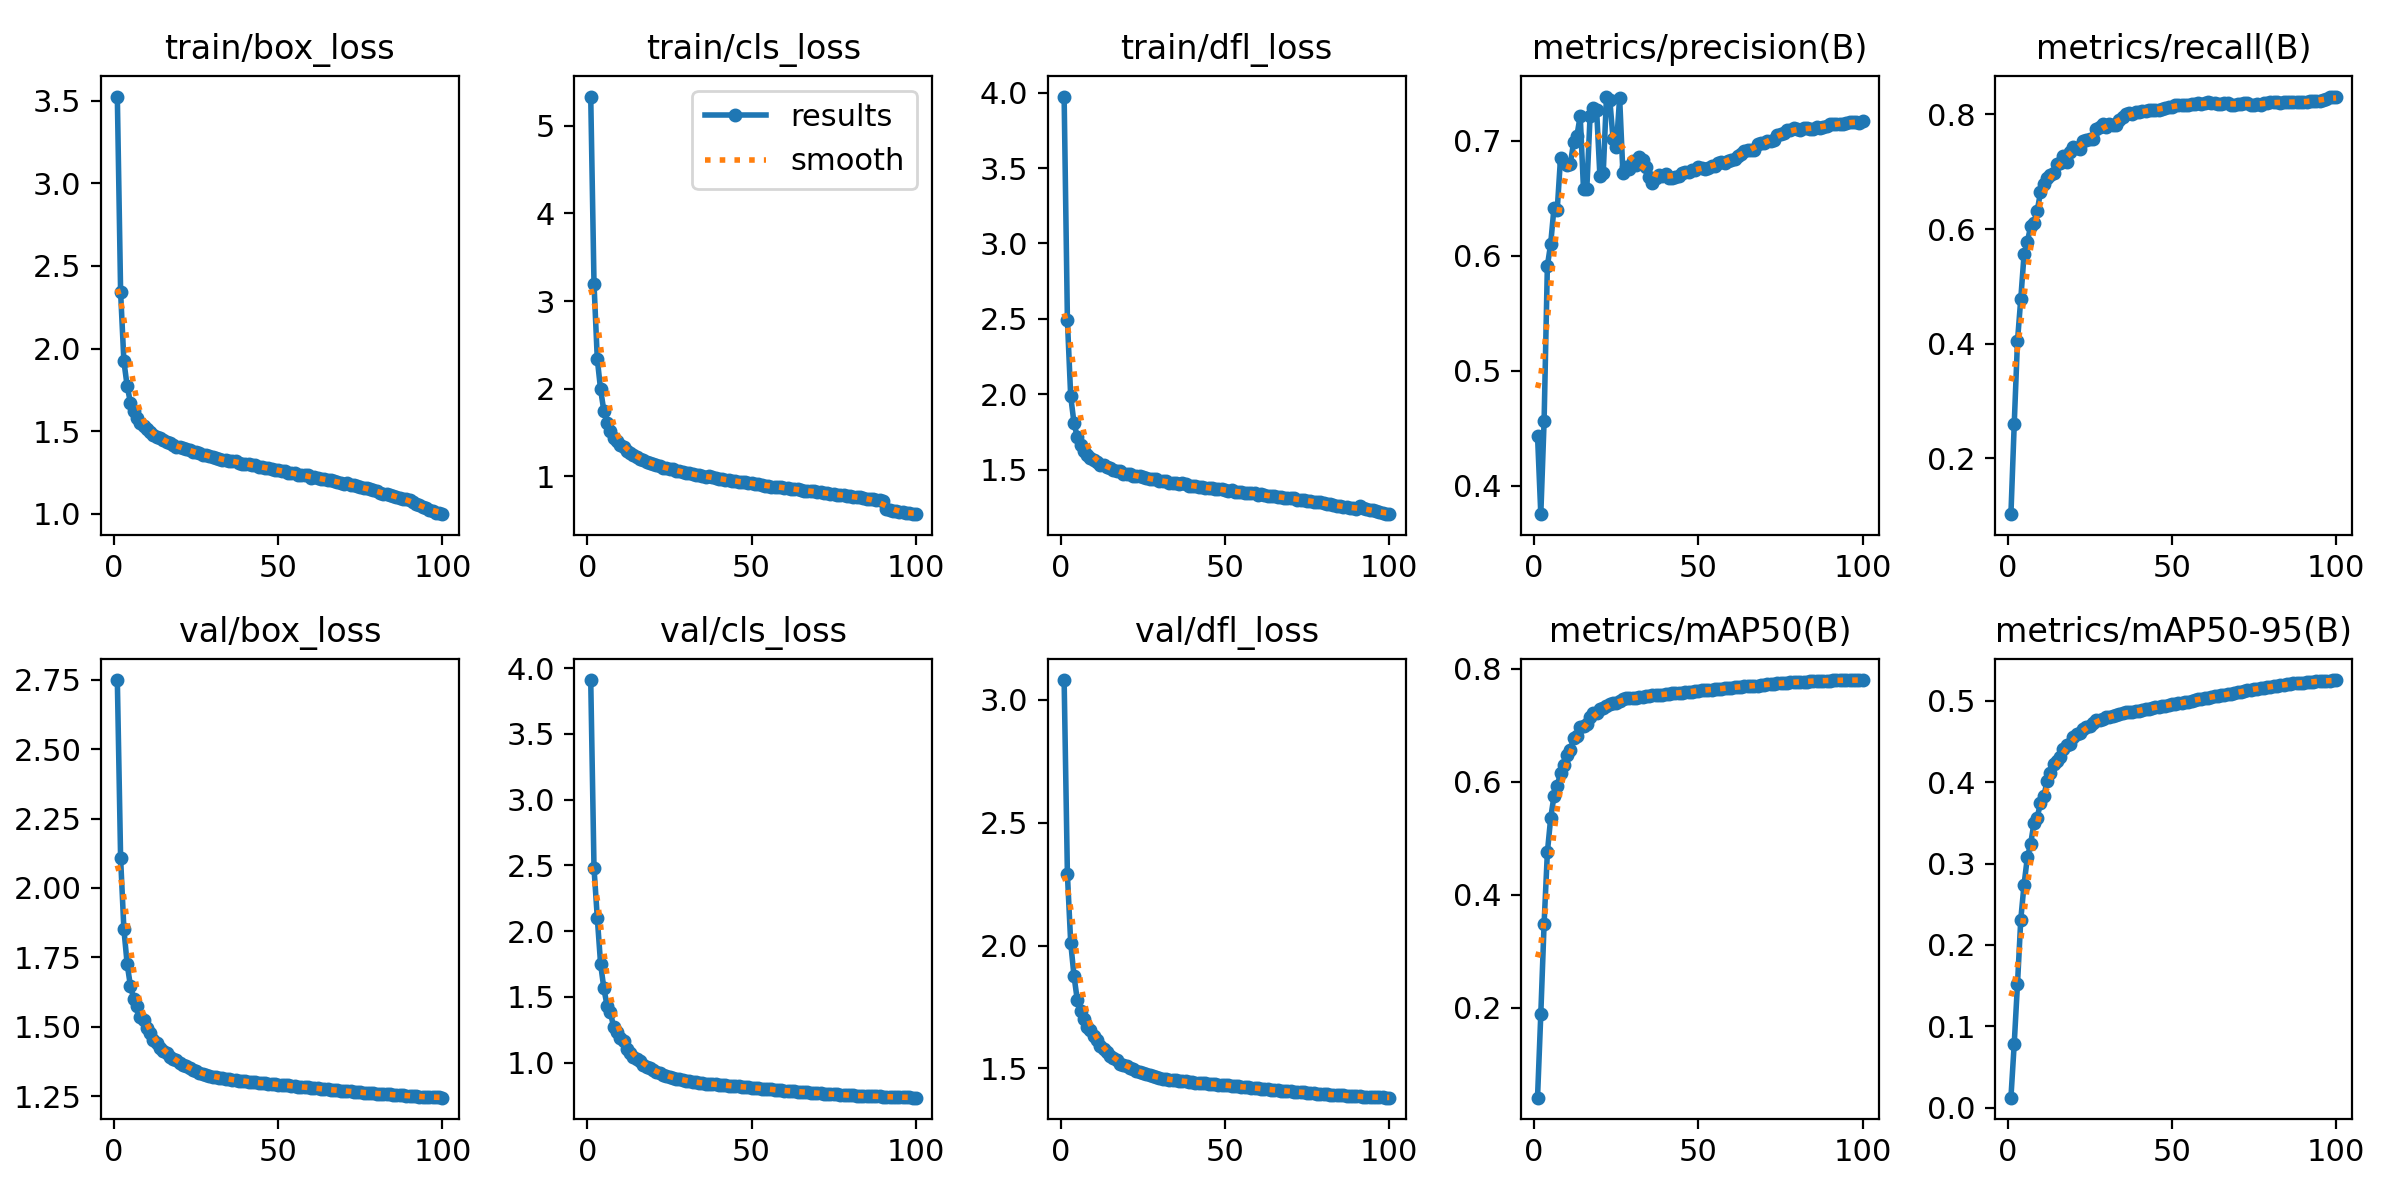 train/box_loss
3.5
3.0
2.5
2.0
1.5
1.0
0 50 100
train/cls_loss
results
smooth
5
4
3
2
1
0 50 100
train/dfl_loss
4.0
3.5
3.0
2.5
2.0
1.5
0 50 100
metrics/precision(B)
0.7
0.6
0.5
0.4
0 50 100
metrics/recall(B)
0.8
0.6
0.4
0.2
0 50 100
val/box_loss
2.75
2.50
2.25
2.00
1.75
1.50
1.25
0 50 100
val/cls_loss
4.0
3.5
3.0
2.5
2.0
1.5
1.0
0 50 100
val/dfl_loss
3.0
2.5
2.0
1.5
0 50 100
metrics/mAP50(B)
0.8
0.6
0.4
0.2
0 50 100
metrics/mAP50-95(B)
0.5
0.4
0.3
0.2
0.1
0.0
0 50 100